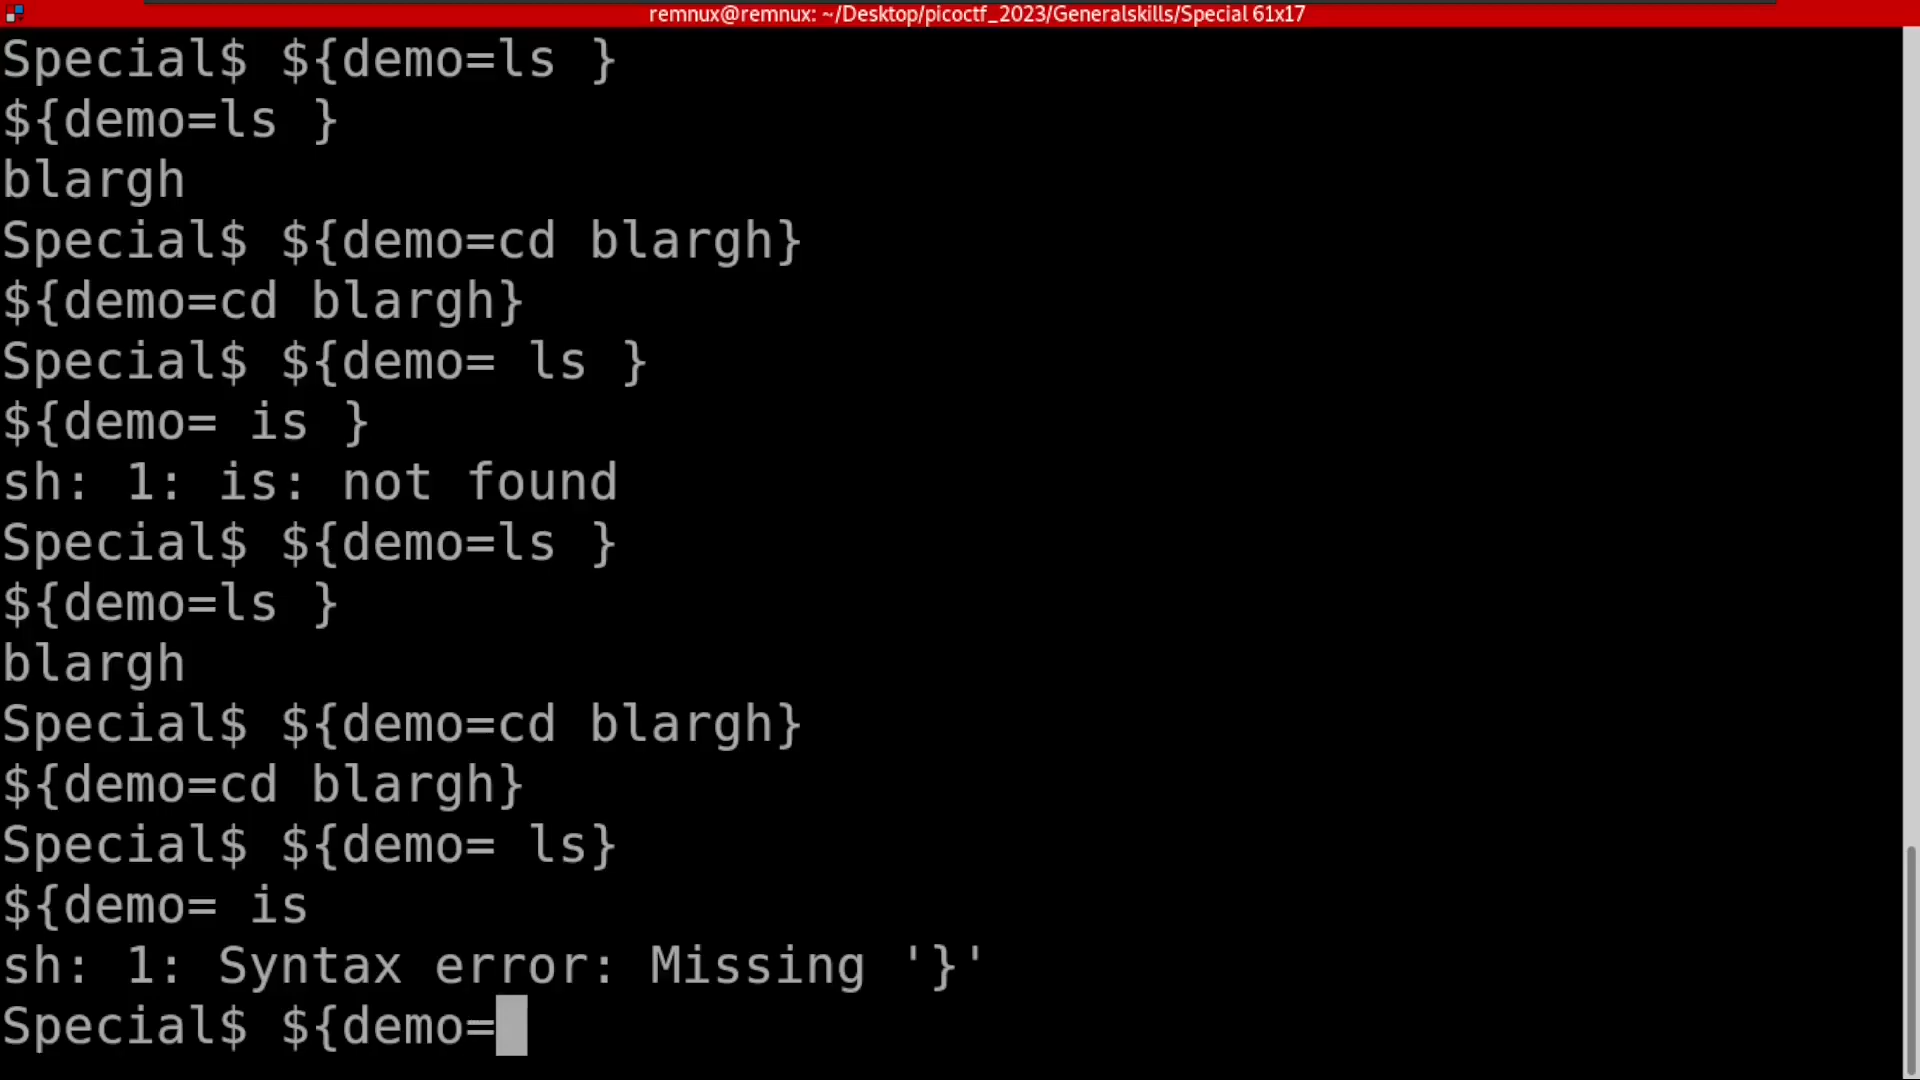 remnux@remnux: ~/Desktop/picoctf_2023/Generalskills/Special 61x17
Special$ ${demo=ls }
${demo=ls }
blargh
Special$ ${demo=cd blargh}
${demo=cd blargh}
Special$ ${demo= ls }
${demo= is }
sh: 1: is: not found
Special$ ${demo=ls }
${demo=ls }
blargh
Special$ ${demo=cd blargh}
${demo=cd blargh}
Special$ ${demo= ls}
${demo= is
sh: 1: Syntax error: Missing '}'
Special$ ${demo=